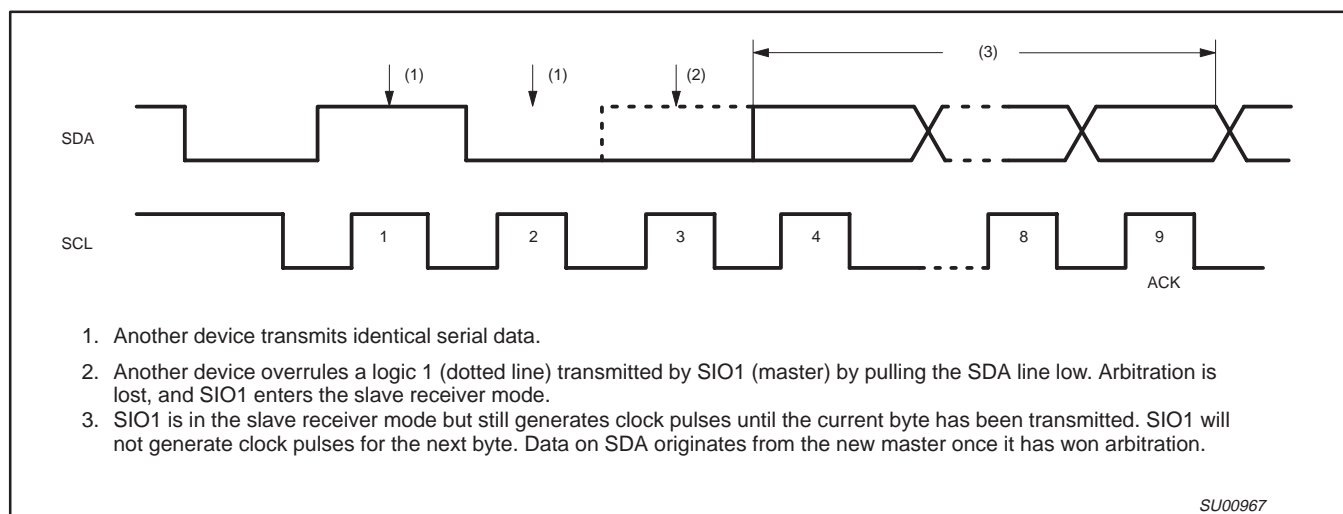 (3)
(1) (1) (2)
SDA
SCL
1 2 3 4 8 9
ACK
1. Another device transmits identical serial data.
2. Another device overrules a logic 1 (dotted line) transmitted by SIO1 (master) by pulling the SDA line low. Arbitration is
lost, and SIO1 enters the slave receiver mode.
3. SIO1 is in the slave receiver mode but still generates clock pulses until the current byte has been transmitted. SIO1 will
not generate clock pulses for the next byte. Data on SDA originates from the new master once it has won arbitration.
SU00967